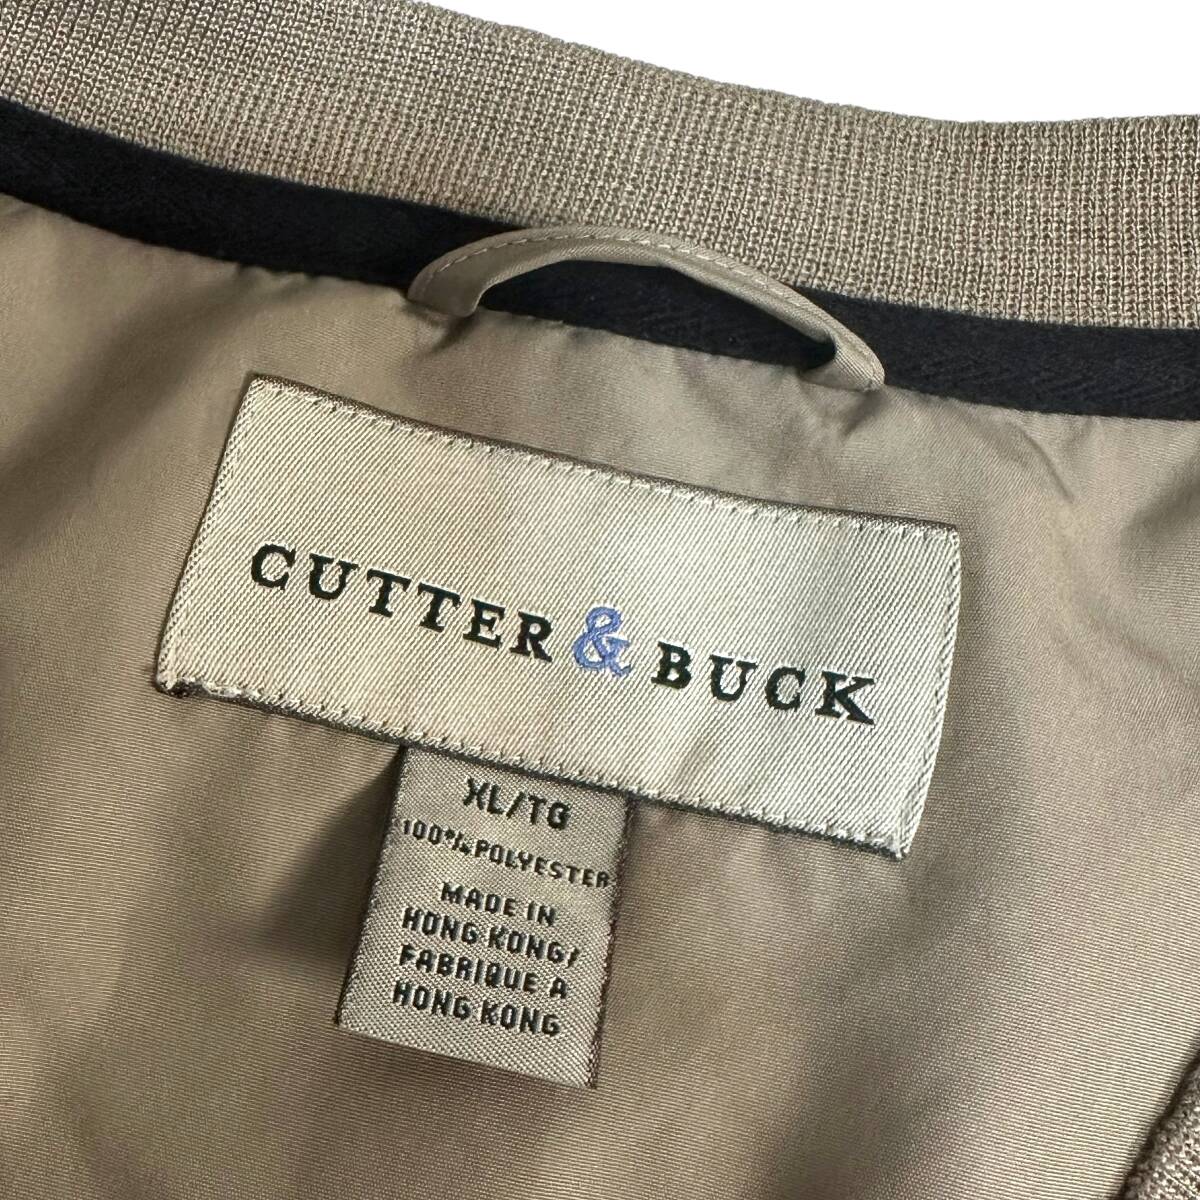 CUTTER & BUCK
XL/TG
100% POLYESTER
MADE IN
HONG KONG/
FABRIQUE A
HONG KONG